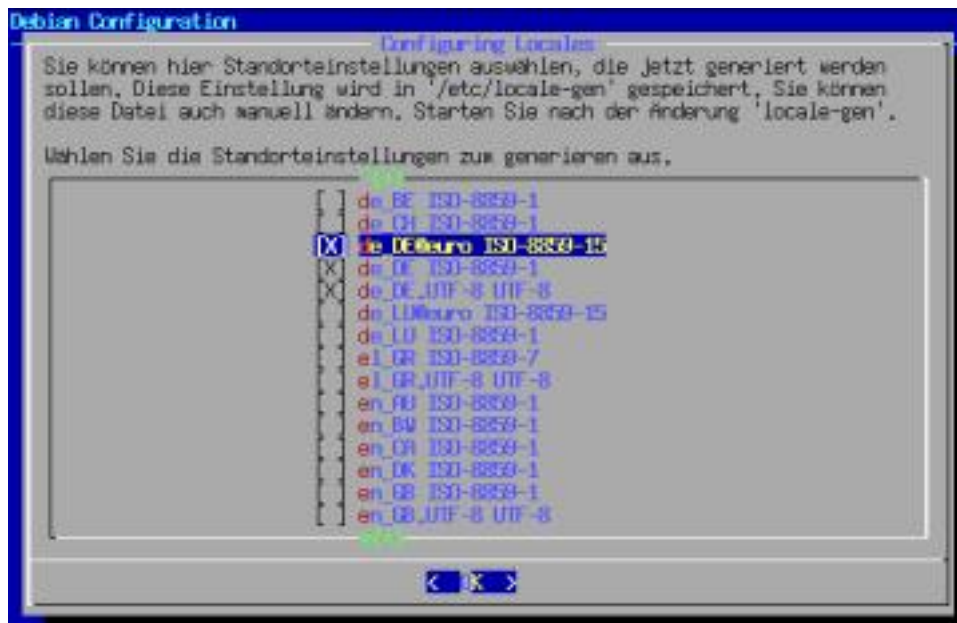 Debian Configuration
Configuring Locales
Sie können hier Standorteinstellungen auswählen, die jetzt generiert werden
sollen. Diese Einstellung wird in '/etc/locale-gen' gespeichert. Sie können
diese Datei auch manuell ändern. Starten Sie nach der Änderung 'locale-gen'.
Wählen Sie die Standorteinstellungen zum generieren aus.
[ ] de_BE ISO-8859-1
[ ] de_CH ISO-8859-1
[X] de_DE@euro ISO-8859-15
[X] de_DE ISO-8859-1
[X] de_DE.UTF-8 UTF-8
[ ] de_LU@euro ISO-8859-15
[ ] de_LU ISO-8859-1
[ ] el_GR ISO-8859-7
[ ] el_GR.UTF-8 UTF-8
[ ] en_AU ISO-8859-1
[ ] en_BW ISO-8859-1
[ ] en_CA ISO-8859-1
[ ] en_DK ISO-8859-1
[ ] en_GB ISO-8859-1
[ ] en_GB.UTF-8 UTF-8
< OK >